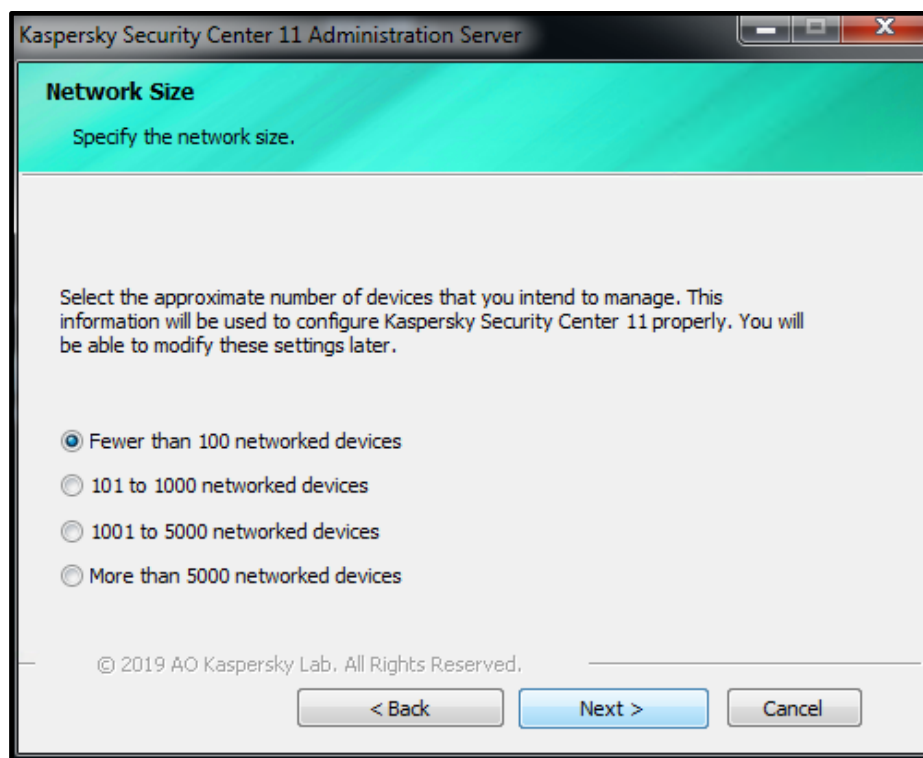 Kaspersky Security Center 11 Administration Server
Network Size
Specify the network size.
Select the approximate number of devices that you intend to manage. This
information will be used to configure Kaspersky Security Center 11 properly. You will
be able to modify these settings later.
Fewer than 100 networked devices
101 to 1000 networked devices
1001 to 5000 networked devices
More than 5000 networked devices
© 2019 AO Kaspersky Lab. All Rights Reserved.
< Back Next > Cancel